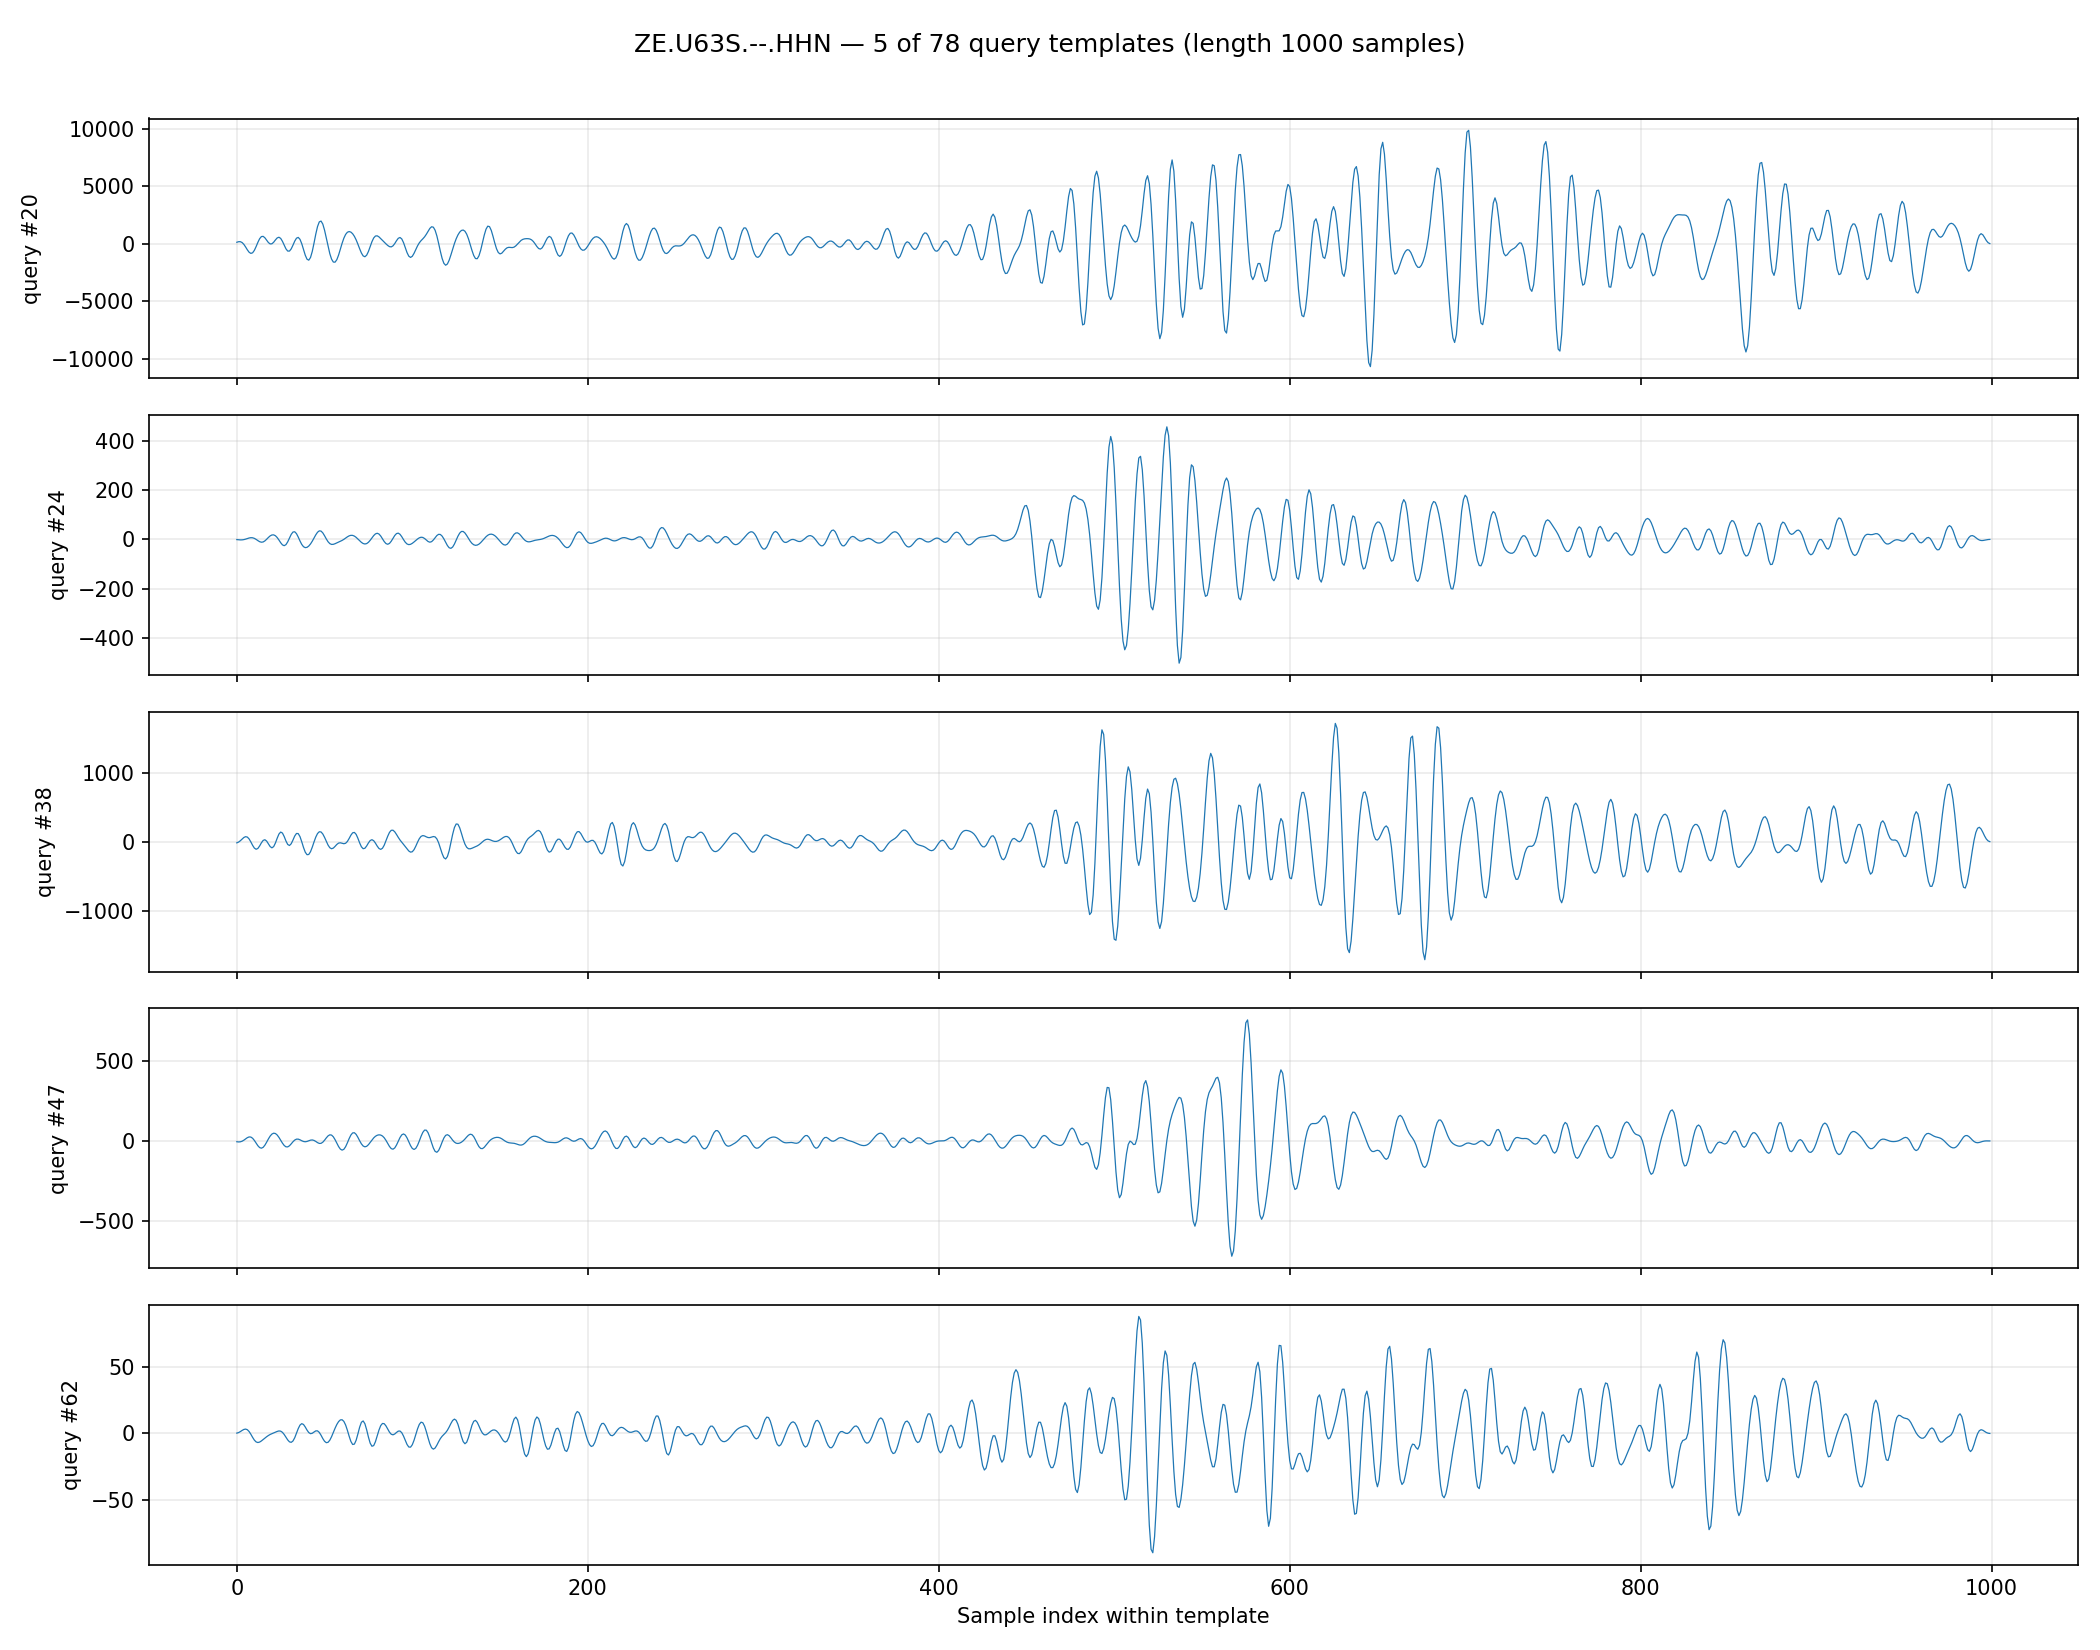 ZE.U63S.--.HHN — 5 of 78 query templates (length 1000 samples)
10000
5000
0
−5000
−10000
query #20
400
200
0
−200
−400
query #24
1000
0
−1000
query #38
500
0
−500
query #47
50
0
−50
query #62
0 200 400 600 800 1000
Sample index within template